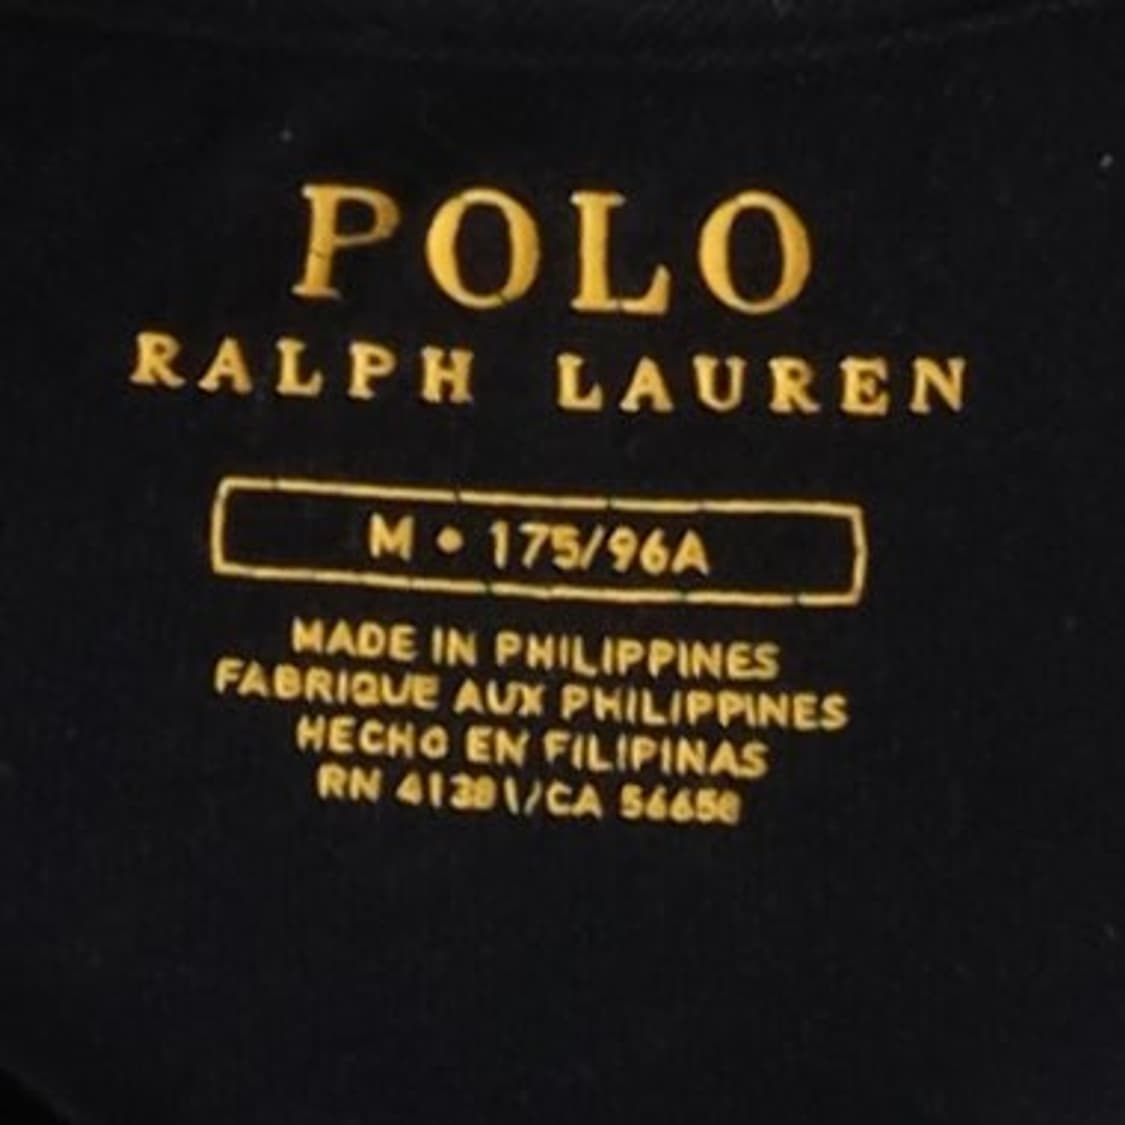 POLO
RALPH LAUREN
M • 175/96A
MADE IN PHILIPPINES
FABRIQUE AUX PHILIPPINES
HECHO EN FILIPINAS
RN 41381/CA 56658